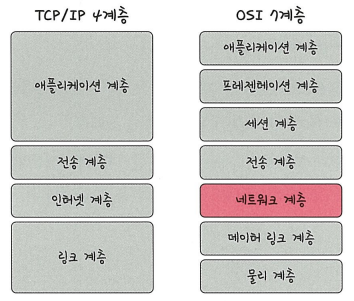 TCP/IP 4계층
OSI 7계층
애플리케이션 계층
전송 계층
인터넷 계층
링크 계층
애플리케이션 계층
프레젠테이션 계층
세션 계층
전송 계층
네트워크 계층
데이터 링크 계층
물리 계층